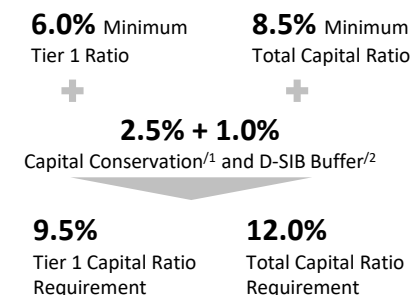 6.0% Minimum
Tier 1 Ratio
8.5% Minimum
Total Capital Ratio
+ +
2.5% + 1.0%
Capital Conservation/1 and D-SIB Buffer/2
9.5%
Tier 1 Capital Ratio
Requirement
12.0%
Total Capital Ratio
Requirement